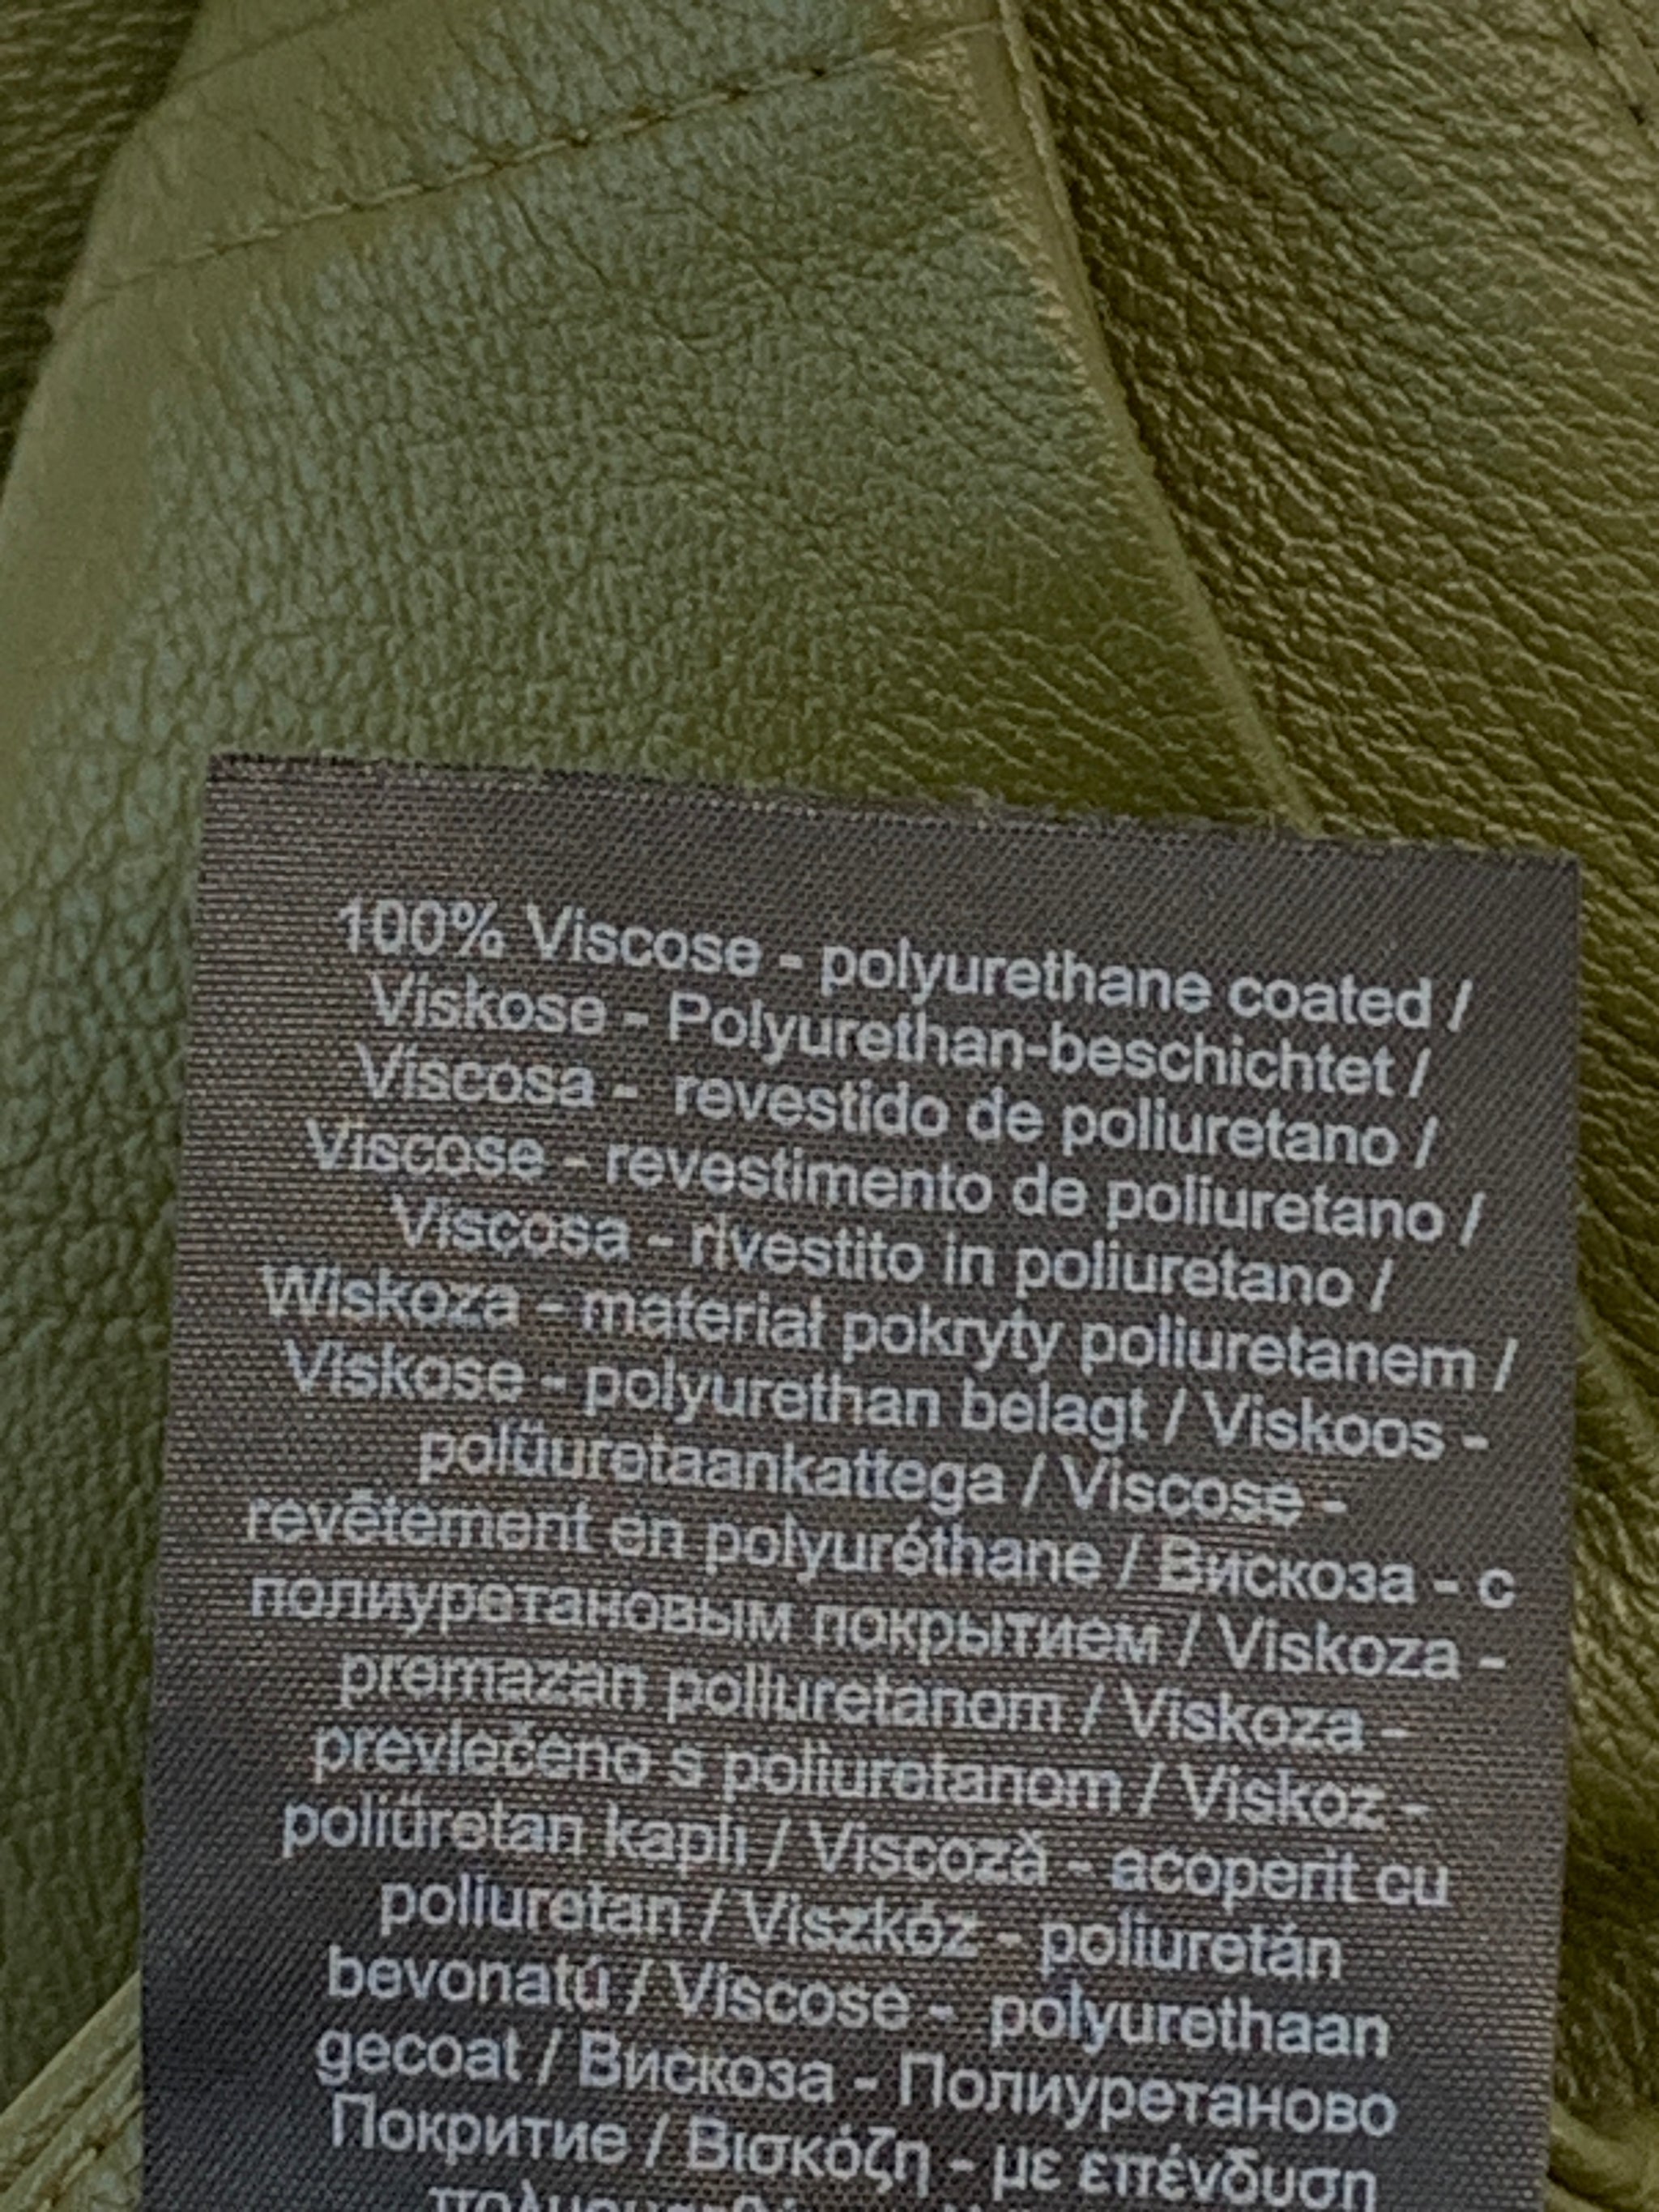 100% Viscose - polyurethane coated /
Viskose - Polyurethan-beschichtet /
Viscosa - revestido de poliuretano /
Viscose - revestimento de poliuretano /
Viscosa - rivestito in poliuretano /
Wiskoza - materiał pokryty poliuretanem /
Viskose - polyurethan belagt / Viskoos -
polüuretaankattega / Viscose -
revêtement en polyuréthane / Вискоза - с
полиуретановым покрытием / Viskoza -
premazan poliuretanom / Viskoza -
prevlečeno s poliuretanom / Viskoz -
poliüretan kaplı / Viscoză - acoperit cu
poliuretan / Viszkóz - poliuretán
bevonatú / Viscose - polyurethaan
gecoat / Вискоза - Полиуретаново
Покритие / Βισκόζη - με επένδυση